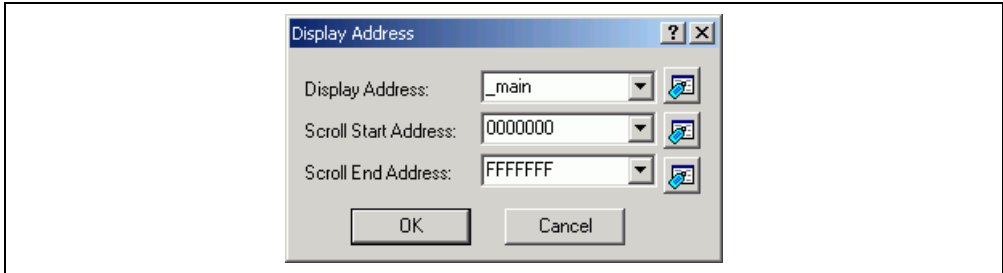 Display Address
Display Address: _main
Scroll Start Address: 0000000
Scroll End Address: FFFFFFF
OK Cancel